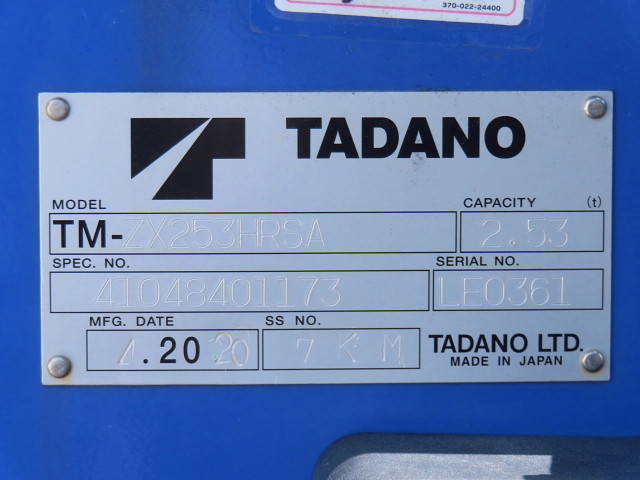 370-022-24400
TADANO
MODEL
CAPACITY (t)
TM-ZX253HRSA
2.53
SPEC. NO.
SERIAL NO.
41048401173
LE0361
MFG. DATE
SS NO.
4.2020
7 K M
TADANO LTD.
MADE IN JAPAN